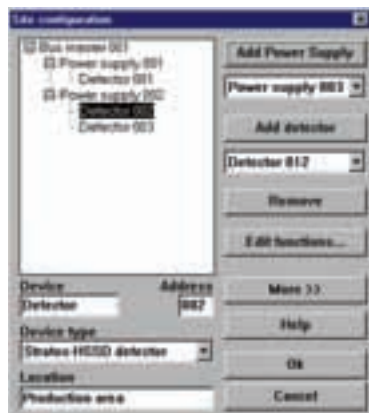 Site configuration
Bus master 001
Power supply 001
Detector 001
Power supply 002
Detector 002
Detector 003
Add Power Supply
Power supply 003
Add detector
Detector 012
Remove
Edit functions...
More >>
Help
Ok
Cancel
Device
Address
Detector
002
Device type
Stratos-HSSD detector
Location
Production area